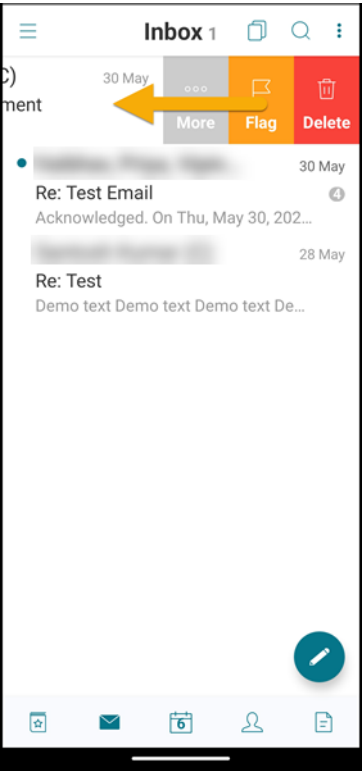 Inbox 1
C)
30 May
ment
More
Flag
Delete
30 May
Re: Test Email
4
Acknowledged. On Thu, May 30, 202...
28 May
Re: Test
Demo text Demo text Demo text De...
6